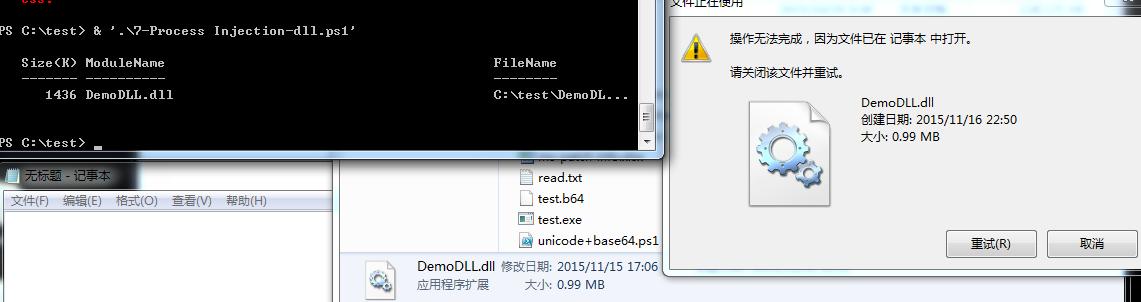 PS C:\test> & '.\7-Process Injection-dll.ps1'
Size(K) ModuleName FileName
------- ---------- --------
1436 DemoDLL.dll C:\test\DemoDL...
PS C:\test> _
无标题 - 记事本
文件(F) 编辑(E) 格式(O) 查看(V) 帮助(H)
read.txt
test.b64
test.exe
unicode+base64.ps1
DemoDLL.dll 修改日期: 2015/11/15 17:06
应用程序扩展 大小: 0.99 MB
文件正在使用
操作无法完成，因为文件已在 记事本 中打开。
请关闭该文件并重试。
DemoDLL.dll
创建日期: 2015/11/16 22:50
大小: 0.99 MB
重试(R) 取消